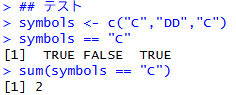 > ## テスト
> symbols <- c("C","DD","C")
> symbols == "C"
[1]  TRUE FALSE  TRUE
> sum(symbols == "C")
[1] 2